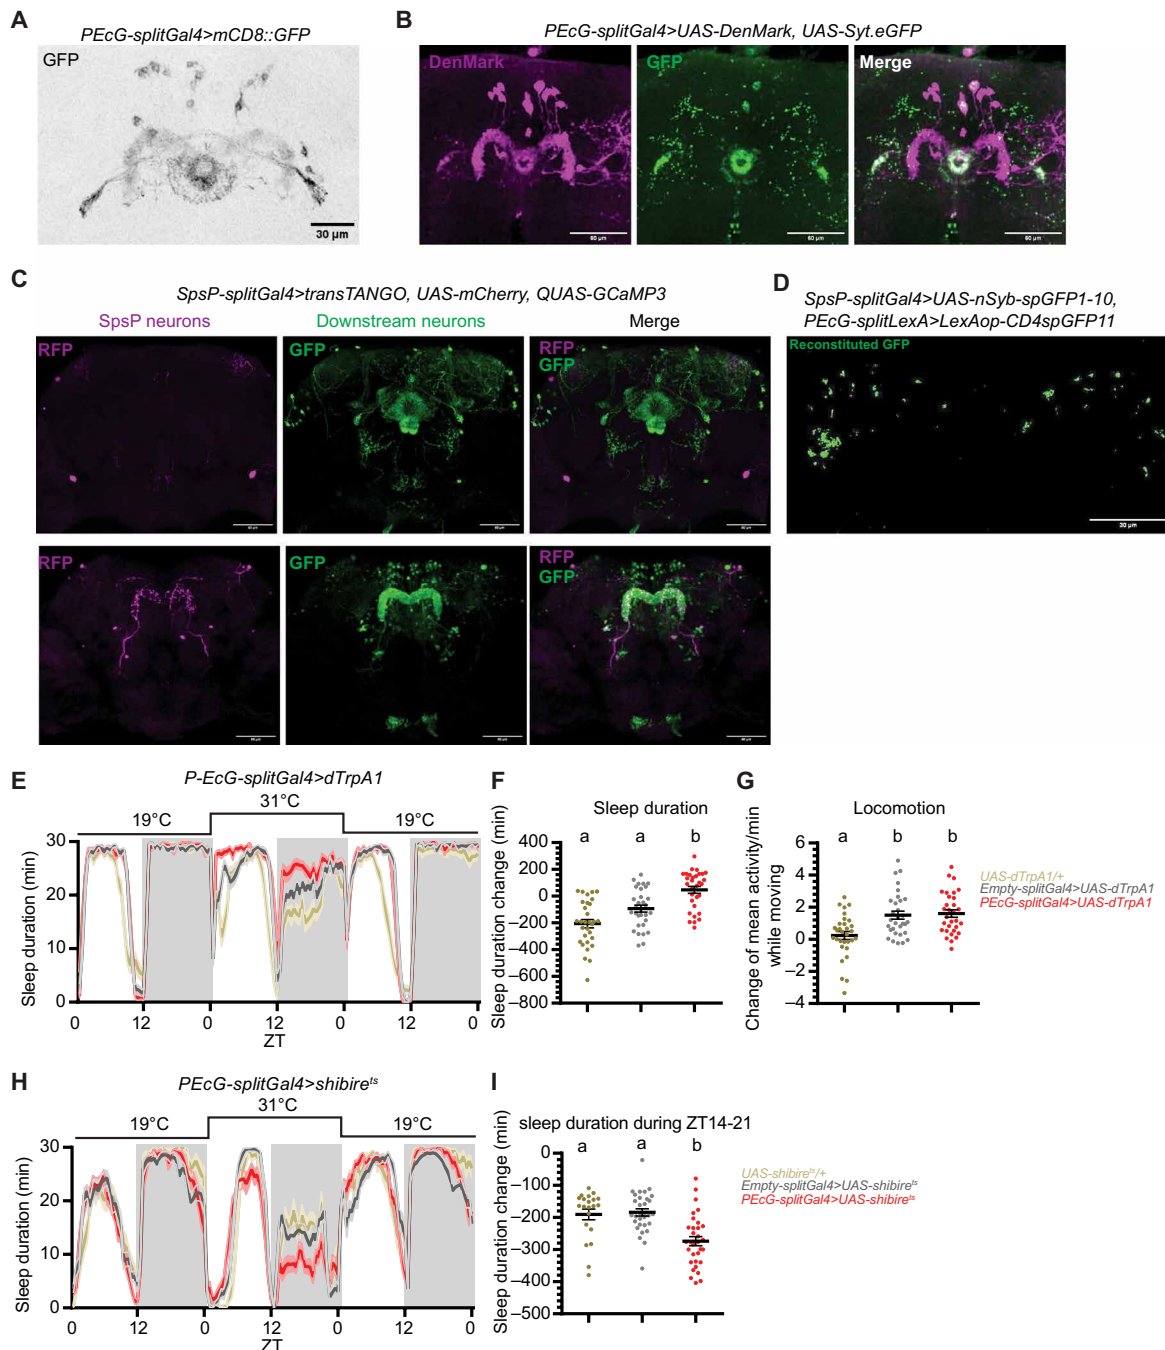 A
PEcG-splitGal4>mCD8::GFP
GFP
30 µm
B
PEcG-splitGal4>UAS-DenMark, UAS-Syt.eGFP
DenMark
GFP
Merge
60 µm
60 µm
60 µm
C
SpsP-splitGal4>transTANGO, UAS-mCherry, QUAS-GCaMP3
SpsP neurons
Downstream neurons
Merge
RFP
GFP
RFP
GFP
RFP
GFP
RFP
GFP
D
SpsP-splitGal4>UAS-nSyb-spGFP1-10,
PEcG-splitLexA>LexAop-CD4spGFP11
Reconstituted GFP
30 µm
E
P-EcG-splitGal4>dTrpA1
31°C
19°C
19°C
Sleep duration (min)
30
20
10
0
0
12
0
12
0
12
0
ZT
F
Sleep duration
Sleep duration change (min)
400
200
0
–200
–400
–600
–800
a
a
b
G
Locomotion
Change of mean activity/min
while moving
6
4
2
0
–2
–4
a
b
b
UAS-dTrpA1/+
Empty-splitGal4>UAS-dTrpA1
PEcG-splitGal4>UAS-dTrpA1
H
PEcG-splitGal4>shibire^ts
31°C
19°C
19°C
Sleep duration (min)
30
20
10
0
0
12
0
12
0
12
0
ZT
I
sleep duration during ZT14-21
Sleep duration change (min)
0
–100
–200
–300
–400
–500
a
a
b
UAS-shibire^ts/+
Empty-splitGal4>UAS-shibire^ts
PEcG-splitGal4>UAS-shibire^ts